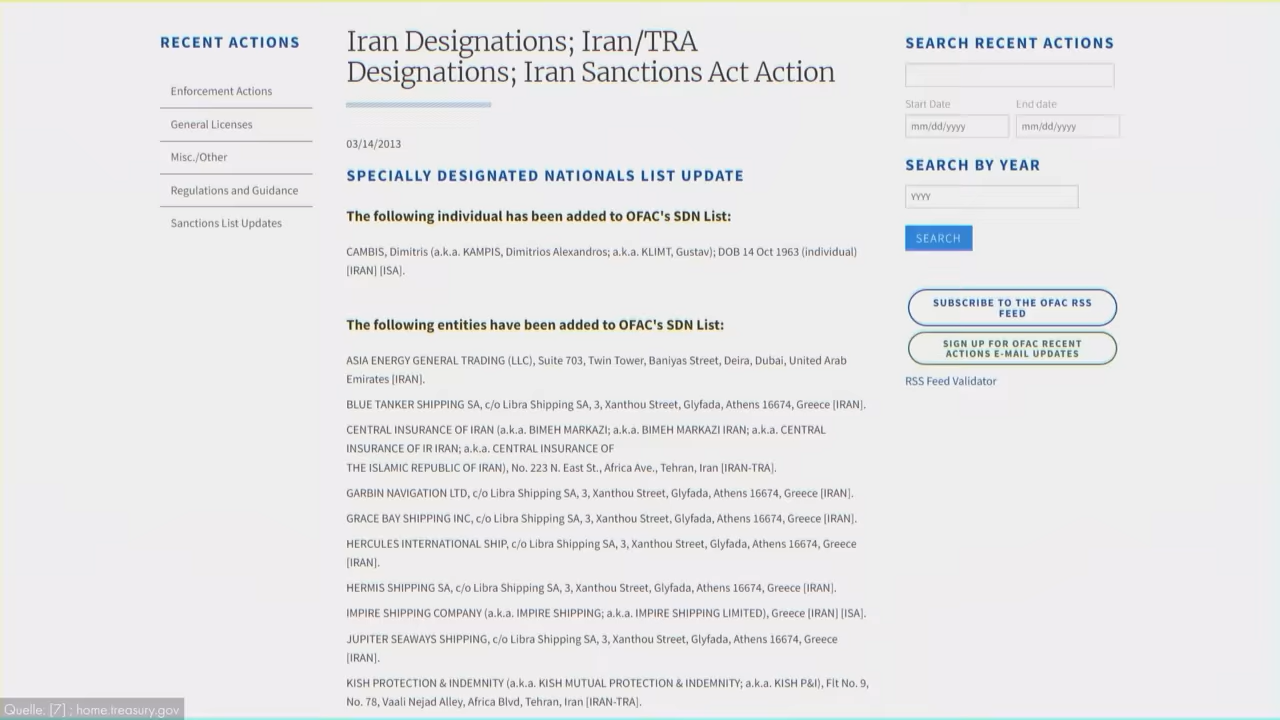 RECENT ACTIONS
Enforcement Actions
General Licenses
Misc./Other
Regulations and Guidance
Sanctions List Updates
Iran Designations; Iran/TRA
Designations; Iran Sanctions Act Action
03/14/2013
SPECIALLY DESIGNATED NATIONALS LIST UPDATE
The following individual has been added to OFAC's SDN List:
CAMBIS, Dimitris (a.k.a. KAMPIS, Dimitrios Alexandros; a.k.a. KLIMT, Gustav); DOB 14 Oct 1963 (individual)
[IRAN] [ISA].
The following entities have been added to OFAC's SDN List:
ASIA ENERGY GENERAL TRADING (LLC), Suite 703, Twin Tower, Baniyas Street, Deira, Dubai, United Arab
Emirates [IRAN].
BLUE TANKER SHIPPING SA, c/o Libra Shipping SA, 3, Xanthou Street, Glyfada, Athens 16674, Greece [IRAN].
CENTRAL INSURANCE OF IRAN (a.k.a. BIMEH MARKAZI; a.k.a. BIMEH MARKAZI IRAN; a.k.a. CENTRAL
INSURANCE OF IR IRAN; a.k.a. CENTRAL INSURANCE OF
THE ISLAMIC REPUBLIC OF IRAN), No. 223 N. East St., Africa Ave., Tehran, Iran [IRAN-TRA].
GARBIN NAVIGATION LTD, c/o Libra Shipping SA, 3, Xanthou Street, Glyfada, Athens 16674, Greece [IRAN].
GRACE BAY SHIPPING INC, c/o Libra Shipping SA, 3, Xanthou Street, Glyfada, Athens 16674, Greece [IRAN].
HERCULES INTERNATIONAL SHIP, c/o Libra Shipping SA, 3, Xanthou Street, Glyfada, Athens 16674, Greece
[IRAN].
HERMIS SHIPPING SA, c/o Libra Shipping SA, 3, Xanthou Street, Glyfada, Athens 16674, Greece [IRAN].
IMPIRE SHIPPING COMPANY (a.k.a. IMPIRE SHIPPING; a.k.a. IMPIRE SHIPPING LIMITED), Greece [IRAN] [ISA].
JUPITER SEAWAYS SHIPPING, c/o Libra Shipping SA, 3, Xanthou Street, Glyfada, Athens 16674, Greece
[IRAN].
KISH PROTECTION & INDEMNITY (a.k.a. KISH MUTUAL PROTECTION & INDEMNITY; a.k.a. KISH P&I), Flt No. 9,
No. 78, Vaali Nejad Alley, Africa Blvd, Tehran, Iran [IRAN-TRA].
SEARCH RECENT ACTIONS
Start Date End date
mm/dd/yyyy mm/dd/yyyy
SEARCH BY YEAR
YYYY
SEARCH
SUBSCRIBE TO THE OFAC RSS
FEED
SIGN UP FOR OFAC RECENT
ACTIONS E-MAIL UPDATES
RSS Feed Validator
Quelle. [7] : home.treasury.gov